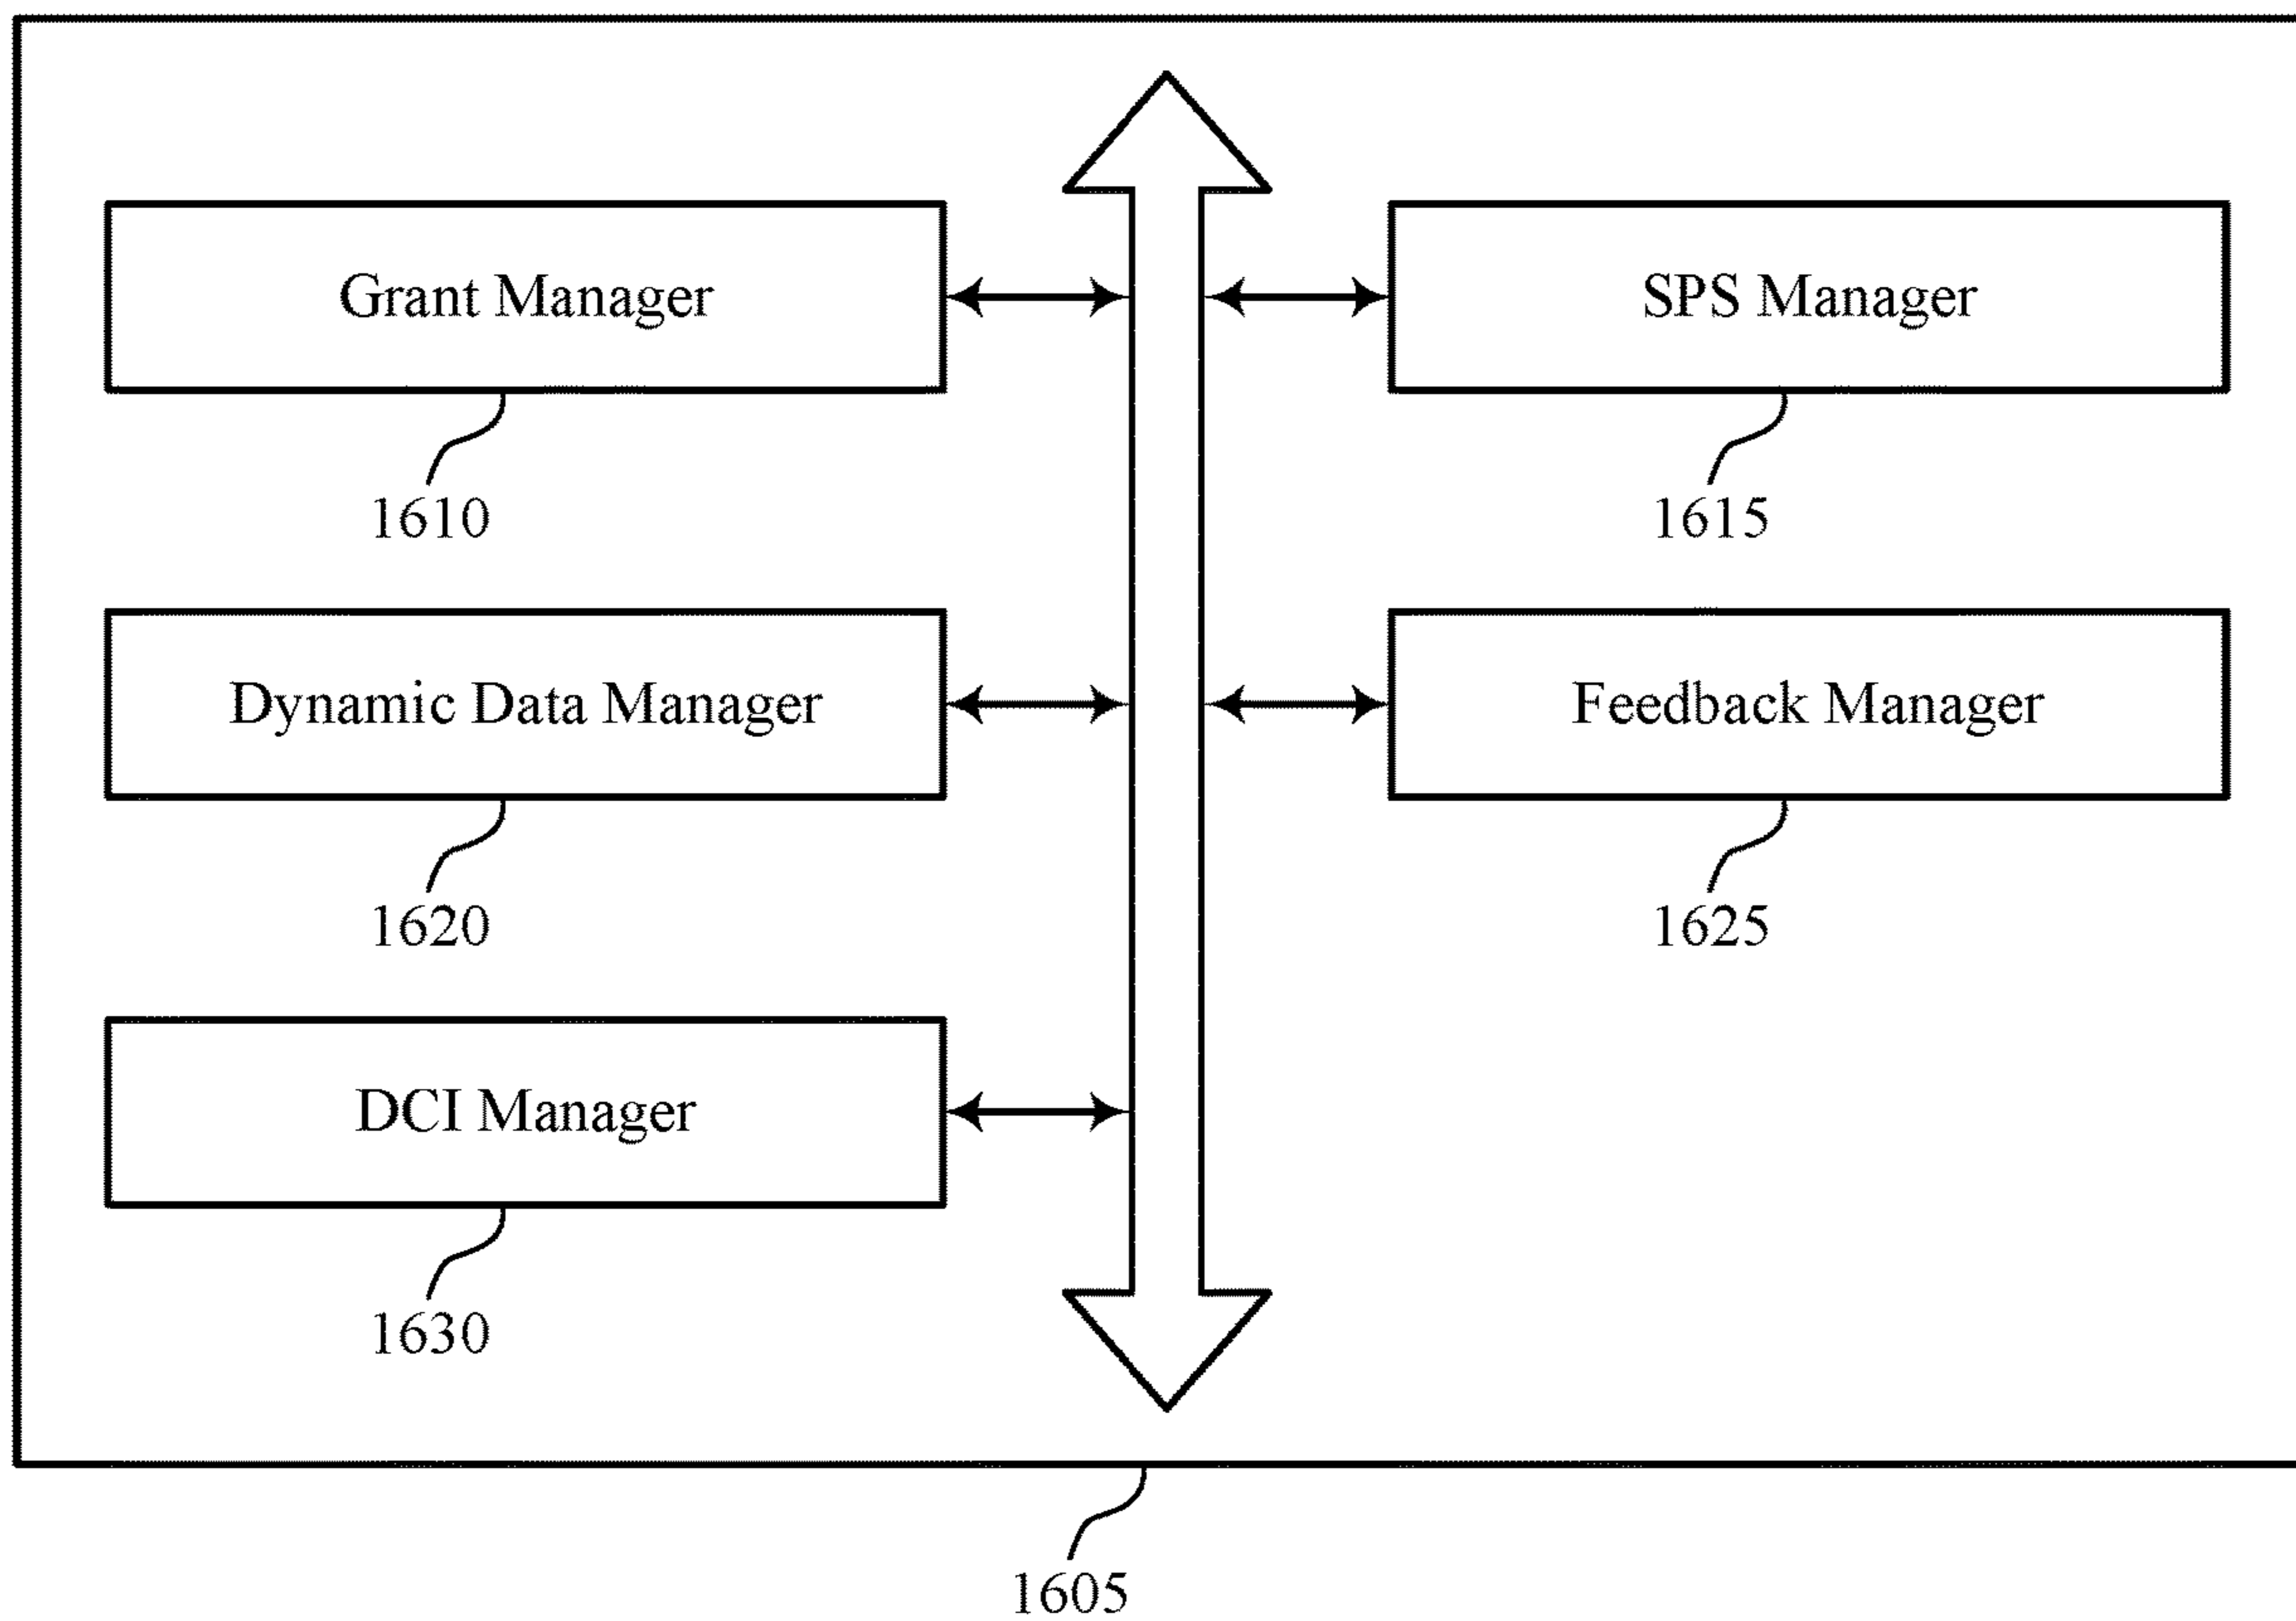 Grant Manager
SPS Manager
1610
1615
Dynamic Data Manager
Feedback Manager
1620
1625
DCI Manager
1630
1605